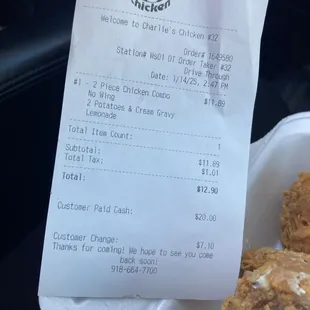 Chicken
Welcome to Charlie's Chicken #32
Order# 1649580
Station# WS01 OT Order Taker #32
Drive Through
Date: 1/14/25, 2:47 PM
#1 - 2 Piece Chicken Combo $11.89
No Wing
2 Potatoes & Cream Gravy
Lemonade
Total Item Count: 1
Subtotal: $11.89
Total Tax: $1.01
Total: $12.90
Customer Paid Cash: $20.00
Customer Change: $7.10
Thanks for coming! We hope to see you come
back soon!
918-664-7700